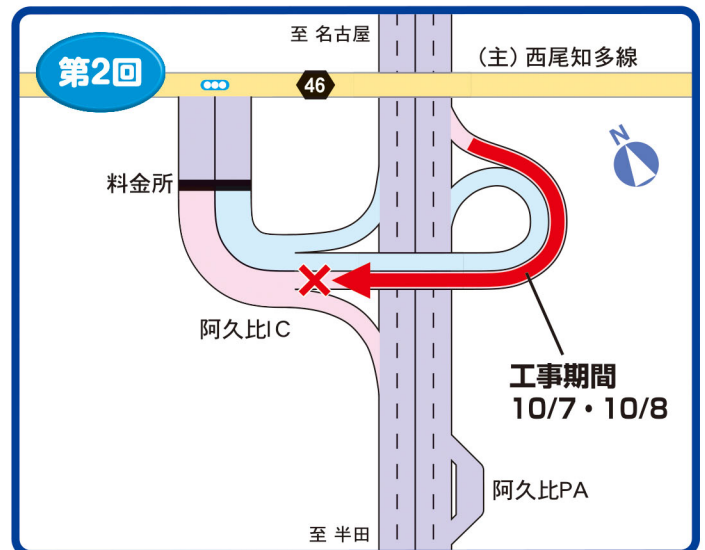 第2回
至 名古屋
(主)西尾知多線
46
N
料金所
阿久比IC
工事期間
10/7・10/8
阿久比PA
至 半田